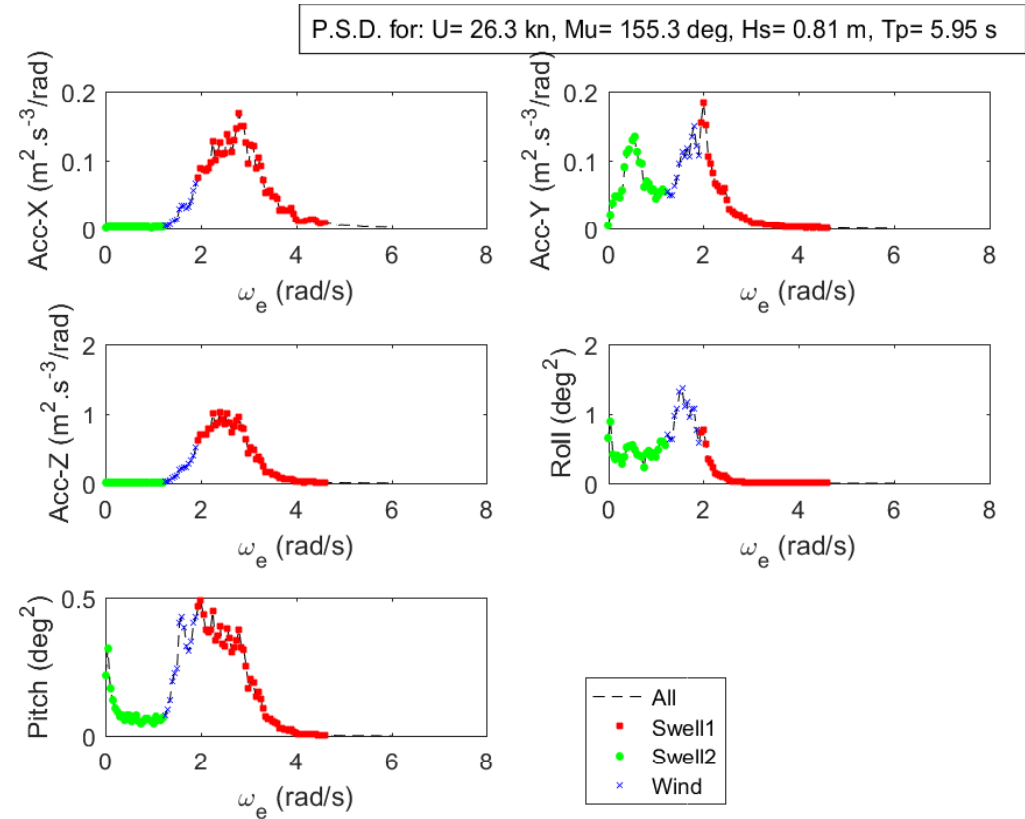 P.S.D. for: U= 26.3 kn, Mu= 155.3 deg, Hs= 0.81 m, Tp= 5.95 s
Acc-X (m².s⁻³/rad)
0.2
0.1
0
0 2 4 6 8
ωₑ (rad/s)
Acc-Y (m².s⁻³/rad)
0.2
0.1
0
0 2 4 6 8
ωₑ (rad/s)
Acc-Z (m².s⁻³/rad)
2
1
0
0 2 4 6 8
ωₑ (rad/s)
Roll (deg²)
2
1
0
0 2 4 6 8
ωₑ (rad/s)
Pitch (deg²)
0.5
0
0 2 4 6 8
ωₑ (rad/s)
All
Swell1
Swell2
Wind